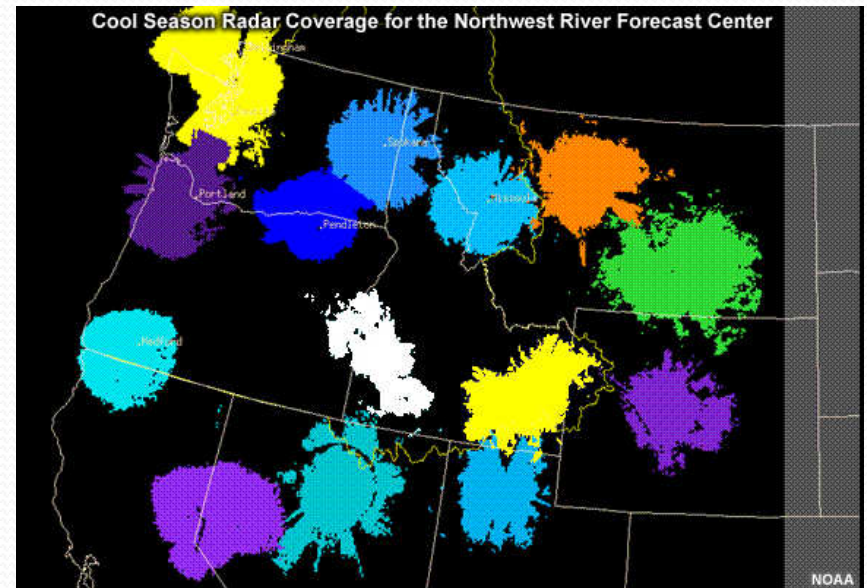 Cool Season Radar Coverage for the Northwest River Forecast Center
Spokane
Missoula
.Portland
.Pendleton
.Medford
NOAA